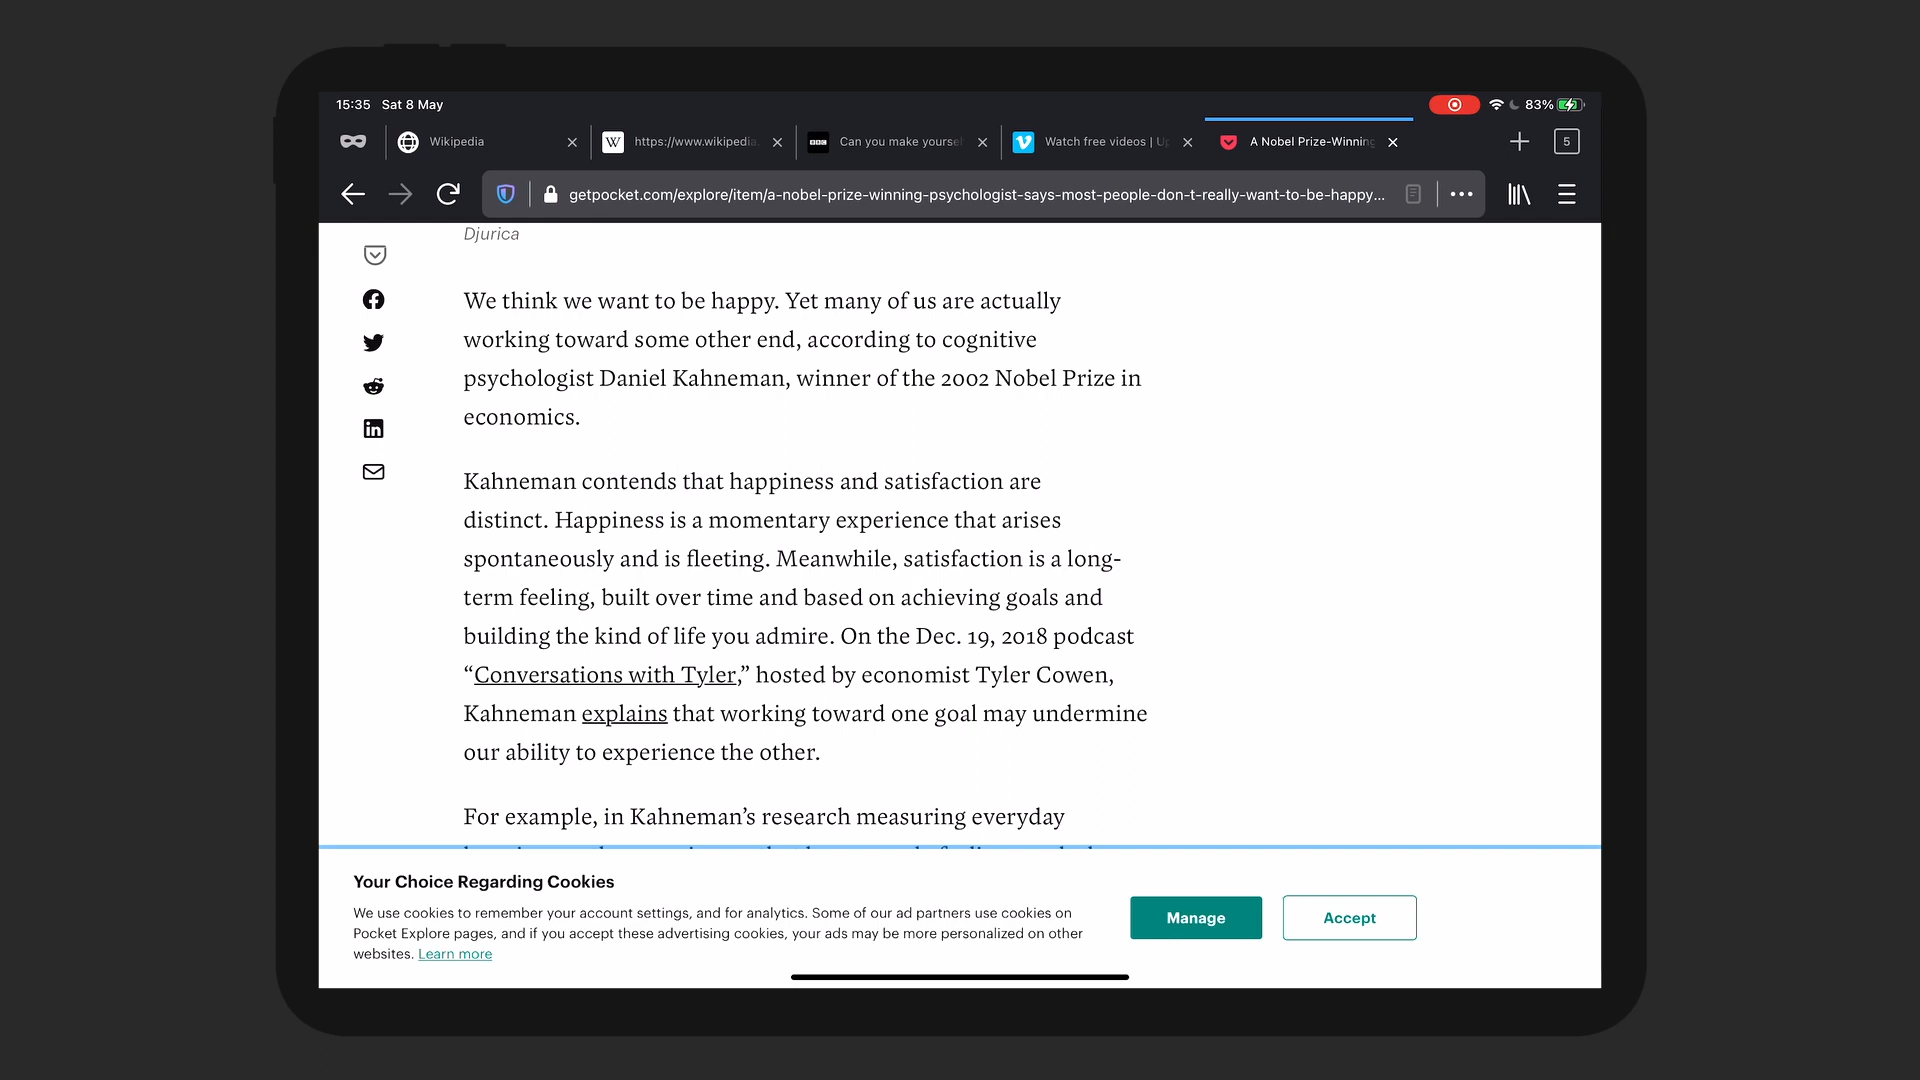 15:35 Sat 8 May
83%
Wikipedia
W
https://www.wikipedia.
BBC
Can you make yourse
Watch free videos | Up
A Nobel Prize-Winning
5
getpocket.com/explore/item/a-nobel-prize-winning-psychologist-says-most-people-don-t-really-want-to-be-happy...
Djurica
We think we want to be happy. Yet many of us are actually
working toward some other end, according to cognitive
psychologist Daniel Kahneman, winner of the 2002 Nobel Prize in
economics.
Kahneman contends that happiness and satisfaction are
distinct. Happiness is a momentary experience that arises
spontaneously and is fleeting. Meanwhile, satisfaction is a long-
term feeling, built over time and based on achieving goals and
building the kind of life you admire. On the Dec. 19, 2018 podcast
“Conversations with Tyler,” hosted by economist Tyler Cowen,
Kahneman explains that working toward one goal may undermine
our ability to experience the other.
For example, in Kahneman’s research measuring everyday
Your Choice Regarding Cookies
We use cookies to remember your account settings, and for analytics. Some of our ad partners use cookies on
Pocket Explore pages, and if you accept these advertising cookies, your ads may be more personalized on other
websites. Learn more
Manage
Accept